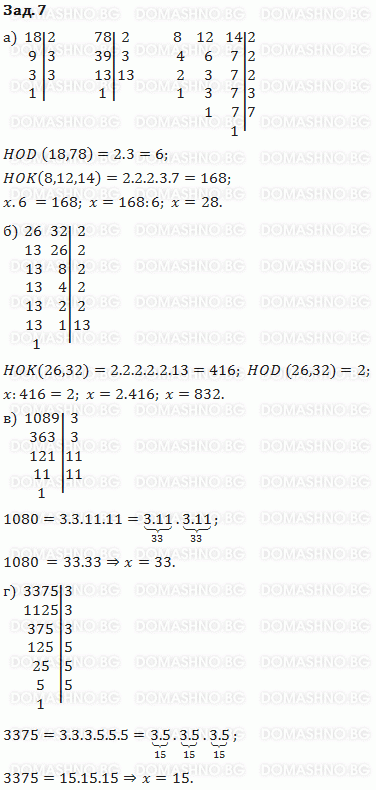 Зад.7
а) 18|2 78|2 8 12 14|2
9|3 39|3 4 6 7|2
3|3 13|13 2 3 7|2
1 1 1 3 7|3
1 7|7
1
НОD (18,78) = 2.3 = 6;
НОК(8,12,14) = 2.2.2.3.7 = 168;
x.6 = 168; x = 168:6; x = 28.
б) 26 32|2
13 26|2
13 8|2
13 4|2
13 2|2
13 1|13
1
НОК(26,32) = 2.2.2.2.2.13 = 416; НОD (26,32) = 2;
x:416 = 2; x = 2.416; x = 832.
в) 1089|3
363|3
121|11
11|11
1
1080 = 3.3.11.11 = 3.11 . 3.11;
33 33
1080 = 33.33 ⇒ x = 33.
г) 3375|3
1125|3
375|3
125|5
25|5
5|5
1
3375 = 3.3.3.5.5.5 = 3.5 . 3.5 . 3.5;
15 15 15
3375 = 15.15.15 ⇒ x = 15.
DOMASHNO.BG